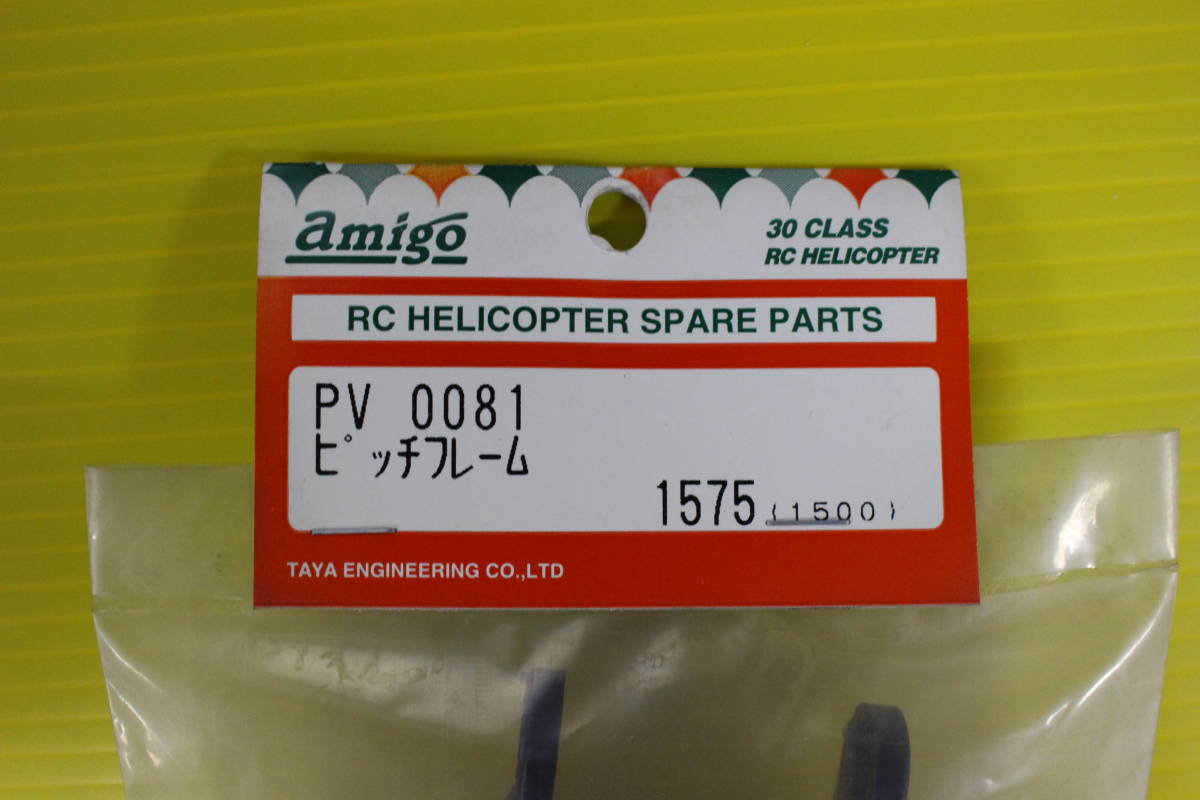 amigo
30 CLASS
RC HELICOPTER
RC HELICOPTER SPARE PARTS
PV 0081
ピッチフレーム
1575 (1500)
TAYA ENGINEERING CO.,LTD